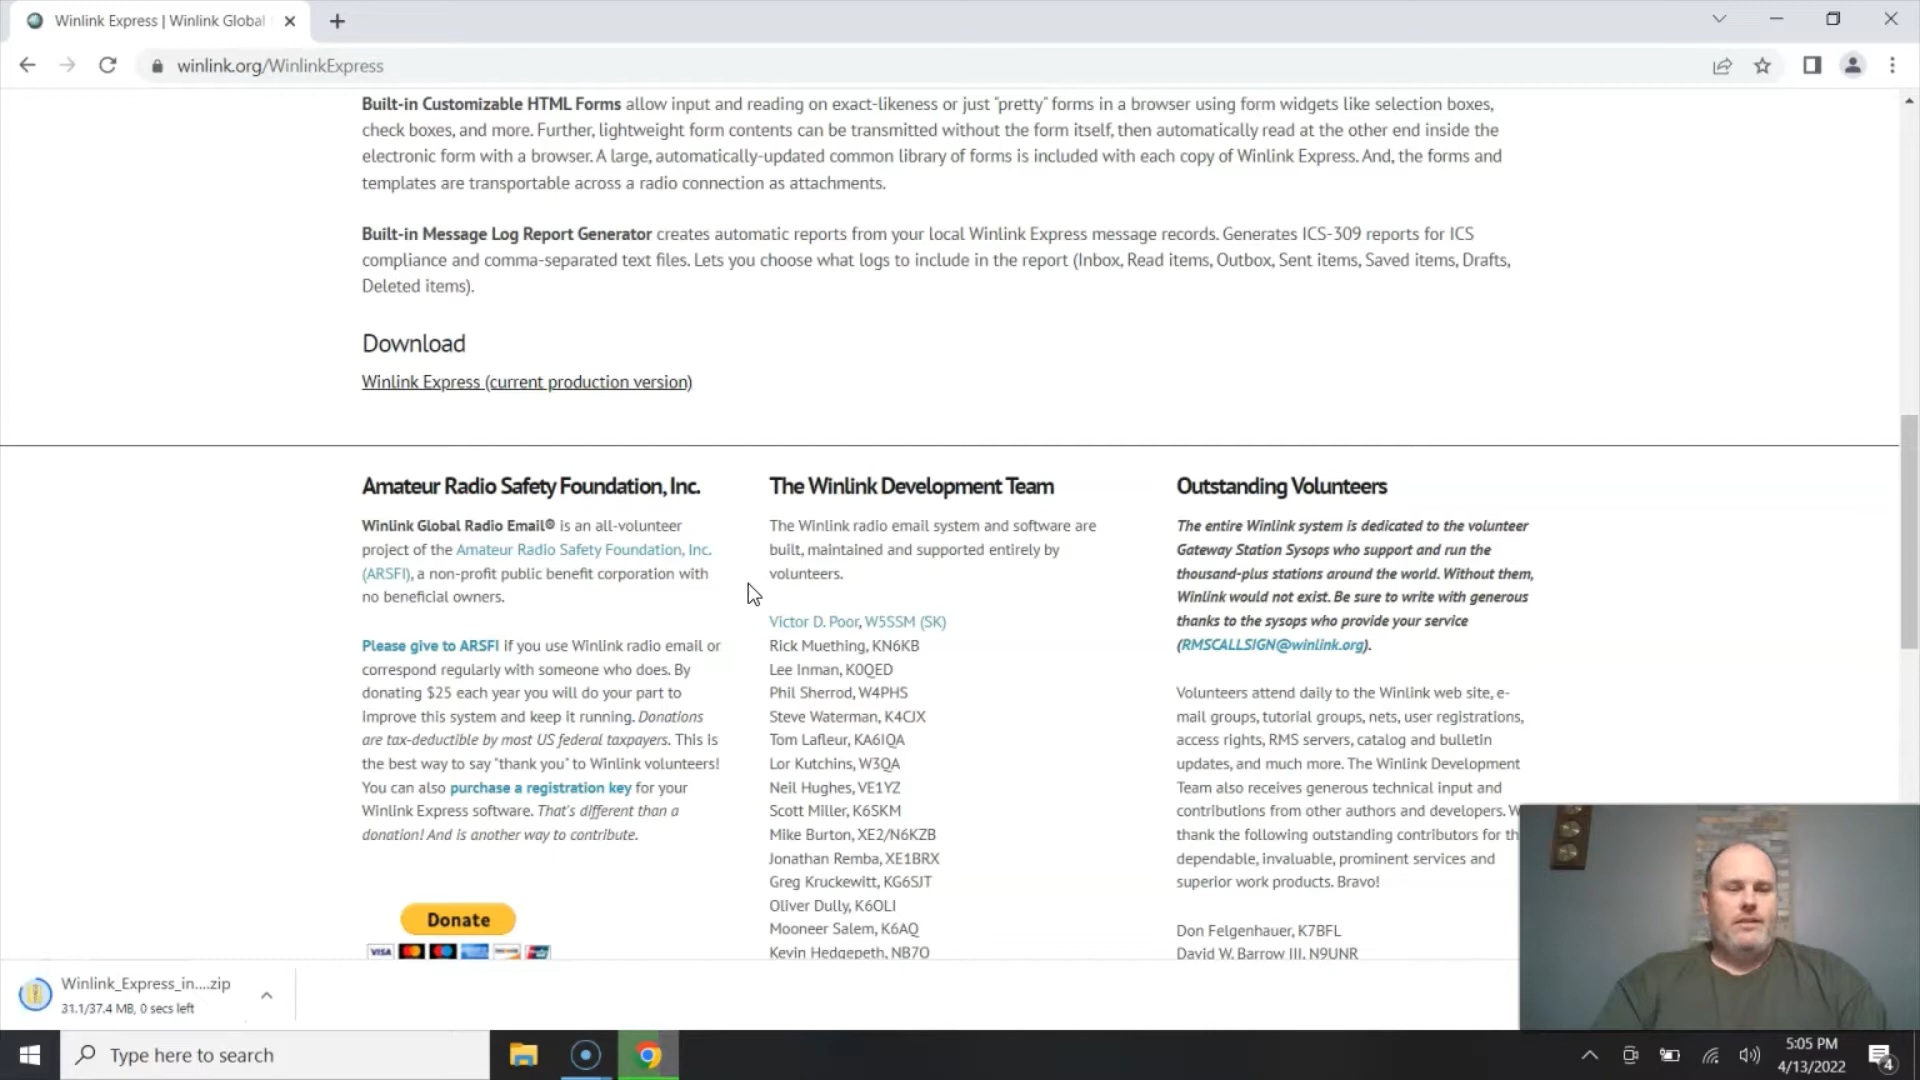 Winlink Express | Winlink Global
winlink.org/WinlinkExpress
Built-in Customizable HTML Forms allow input and reading on exact-likeness or just "pretty" forms in a browser using form widgets like selection boxes,
check boxes, and more. Further, lightweight form contents can be transmitted without the form itself, then automatically read at the other end inside the
electronic form with a browser. A large, automatically-updated common library of forms is included with each copy of Winlink Express. And, the forms and
templates are transportable across a radio connection as attachments.
Built-in Message Log Report Generator creates automatic reports from your local Winlink Express message records. Generates ICS-309 reports for ICS
compliance and comma-separated text files. Lets you choose what logs to include in the report (Inbox, Read items, Outbox, Sent items, Saved items, Drafts,
Deleted items).
Download
Winlink Express (current production version)
Amateur Radio Safety Foundation, Inc.
Winlink Global Radio Email® is an all-volunteer
project of the Amateur Radio Safety Foundation, Inc.
(ARSFI), a non-profit public benefit corporation with
no beneficial owners.
Please give to ARSFI if you use Winlink radio email or
correspond regularly with someone who does. By
donating $25 each year you will do your part to
improve this system and keep it running. Donations
are tax-deductible by most US federal taxpayers. This is
the best way to say "thank you" to Winlink volunteers!
You can also purchase a registration key for your
Winlink Express software. That's different than a
donation! And is another way to contribute.
Donate
VISA
The Winlink Development Team
The Winlink radio email system and software are
built, maintained and supported entirely by
volunteers.
Victor D. Poor, W5SSM (SK)
Rick Muething, KN6KB
Lee Inman, K0QED
Phil Sherrod, W4PHS
Steve Waterman, K4CJX
Tom Lafleur, KA6IQA
Lor Kutchins, W3QA
Neil Hughes, VE1YZ
Scott Miller, K6SKM
Mike Burton, XE2/N6KZB
Jonathan Remba, XE1BRX
Greg Kruckewitt, KG6SJT
Oliver Dully, K6OLI
Mooneer Salem, K6AQ
Kevin Hedgepeth, NB7O
Outstanding Volunteers
The entire Winlink system is dedicated to the volunteer
Gateway Station Sysops who support and run the
thousand-plus stations around the world. Without them,
Winlink would not exist. Be sure to write with generous
thanks to the sysops who provide your service
(RMSCALLSIGN@winlink.org).
Volunteers attend daily to the Winlink web site, e-
mail groups, tutorial groups, nets, user registrations,
access rights, RMS servers, catalog and bulletin
updates, and much more. The Winlink Development
Team also receives generous technical input and
contributions from other authors and developers. W
thank the following outstanding contributors for th
dependable, invaluable, prominent services and
superior work products. Bravo!
Don Felgenhauer, K7BFL
David W. Barrow III, N9UNR
Winlink_Express_in....zip
31.1/37.4 MB, 0 secs left
Type here to search
5:05 PM
4/13/2022
4